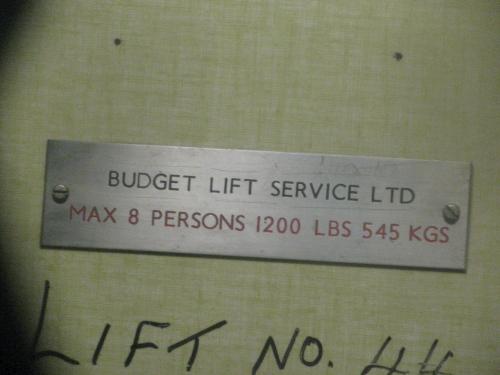 BUDGET LIFT SERVICE LTD
MAX 8 PERSONS 1200 LBS 545 KGS
LIFT NO. 44